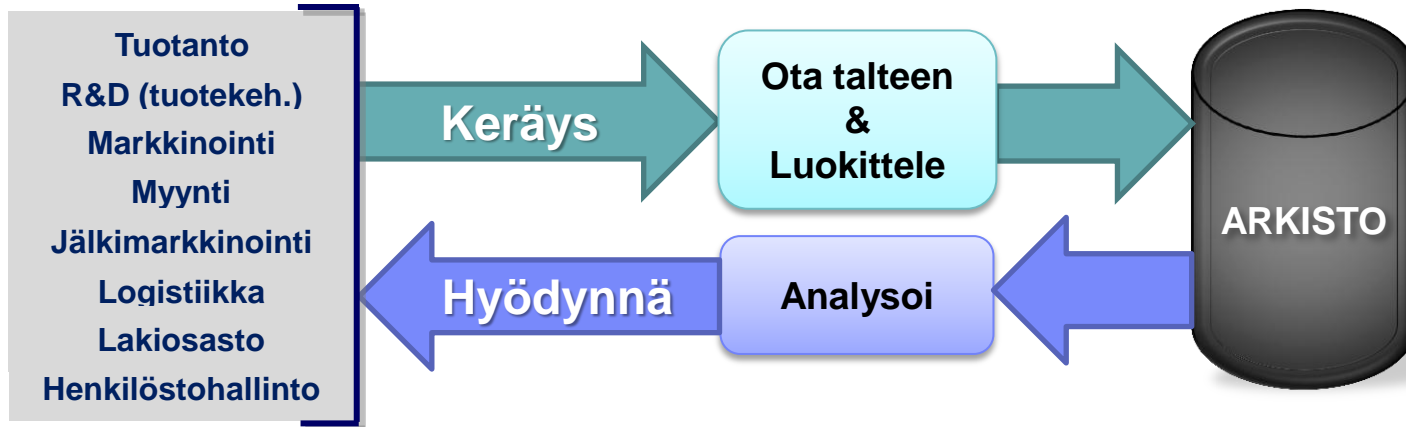 Tuotanto
R&D (tuotekeh.)
Markkinointi
Myynti
Jälkimarkkinointi
Logistiikka
Lakiosasto
Henkilöstohallinto
Keräys
Ota talteen
&
Luokittele
ARKISTO
Hyödynnä
Analysoi